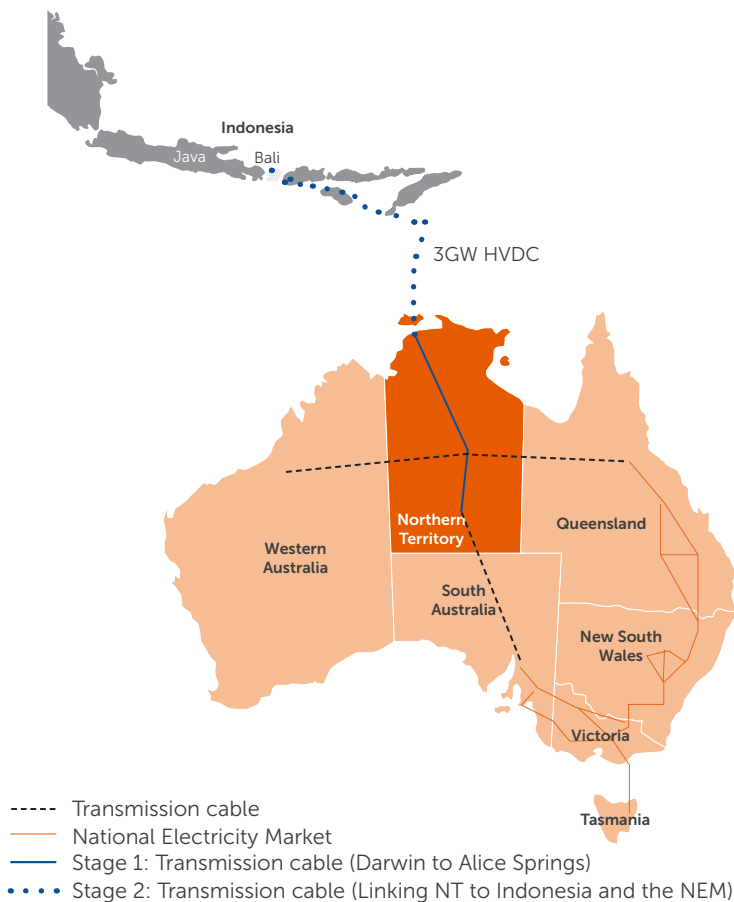 Indonesia
Java
Bali
3GW HVDC
Northern
Territory
Queensland
Western
Australia
South
Australia
New South
Wales
Victoria
Tasmania
Transmission cable
National Electricity Market
Stage 1: Transmission cable (Darwin to Alice Springs)
Stage 2: Transmission cable (Linking NT to Indonesia and the NEM)